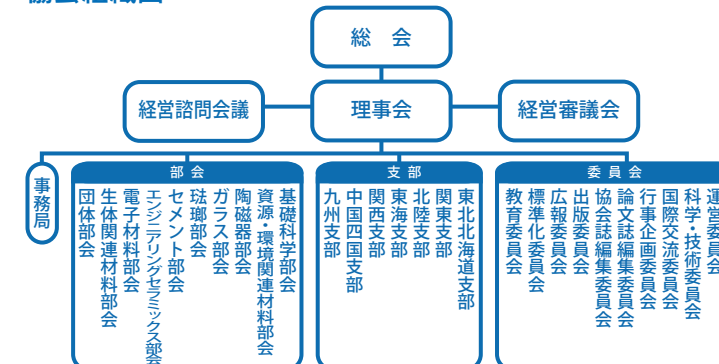 総 会
経営諮問会議
理事会
経営審議会
事務局
部会
基礎科学部会
資源・環境関連材料部会
陶磁器部会
ガラス部会
琺瑯部会
セメント部会
エンジニアリングセラミックス部会
電子材料部会
生体関連材料部会
団体部会
支部
東北北海道支部
関東支部
北陸支部
東海支部
関西支部
中国四国支部
九州支部
委員会
運営委員会
科学・技術委員会
国際交流委員会
行事企画委員会
論文誌編集委員会
協会誌編集委員会
出版委員会
広報委員会
標準化委員会
教育委員会